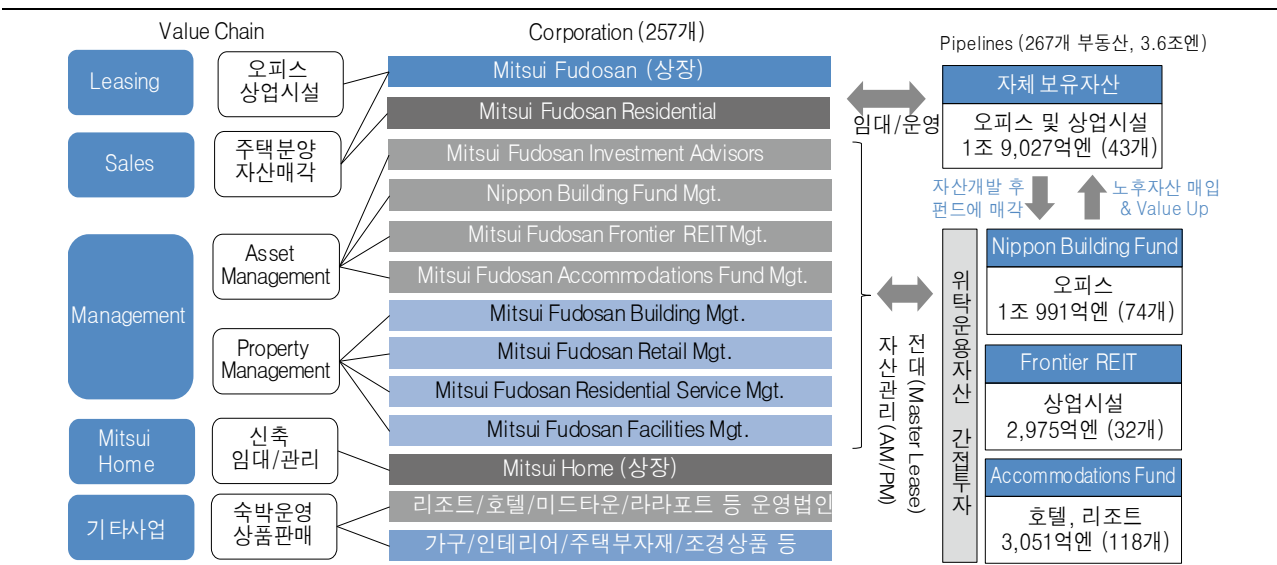 Value Chain
Corporation (257개)
Pipelines (267개 부동산, 3.6조엔)
Leasing
오피스
상업시설
Sales
주택분양
자산매각
Management
Asset
Management
Property
Management
Mitsui
Home
신축
임대/관리
기타사업
숙박운영
상품판매
Mitsui Fudosan (상장)
Mitsui Fudosan Residential
Mitsui Fudosan Investment Advisors
Nippon Building Fund Mgt.
Mitsui Fudosan Frontier REIT Mgt.
Mitsui Fudosan Accommodations Fund Mgt.
Mitsui Fudosan Building Mgt.
Mitsui Fudosan Retail Mgt.
Mitsui Fudosan Residential Service Mgt.
Mitsui Fudosan Facilities Mgt.
Mitsui Home (상장)
리조트/호텔/미드타운/라라포트 등 운영법인
가구/인테리어/주택부자재/조경상품 등
임대/운영
전대(Master Lease)
자산관리(AM/PM)
자체 보유자산
오피스 및 상업시설
1조 9,027억엔 (43개)
자산개발 후
펀드에 매각
노후자산 매입
& Value Up
위탁운용자산 간접투자
Nippon Building Fund
오피스
1조 991억엔 (74개)
Frontier REIT
상업시설
2,975억엔 (32개)
Accommodations Fund
호텔, 리조트
3,051억엔 (118개)